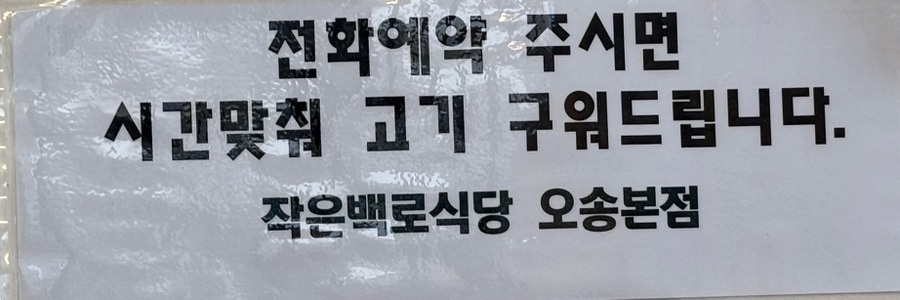 전화예약 주시면
시간맞춰 고기 구워드립니다.
작은백로식당 오송본점